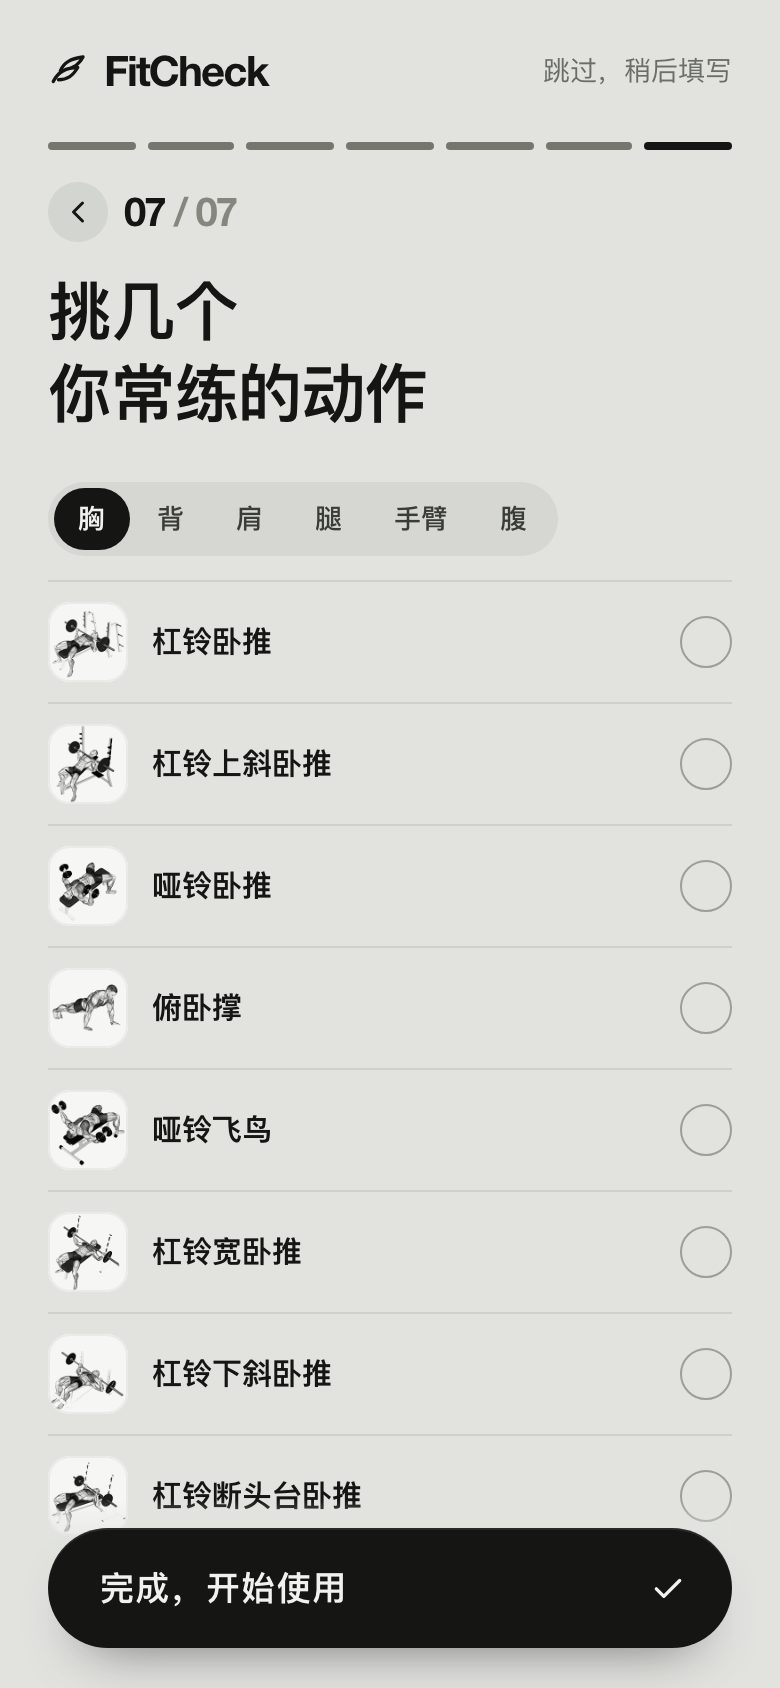 FitCheck
跳过，稍后填写
07 / 07
挑几个
你常练的动作
胸 背 肩 腿 手臂 腹
杠铃卧推
杠铃上斜卧推
哑铃卧推
俯卧撑
哑铃飞鸟
杠铃宽卧推
杠铃下斜卧推
杠铃断头台卧推
完成，开始使用